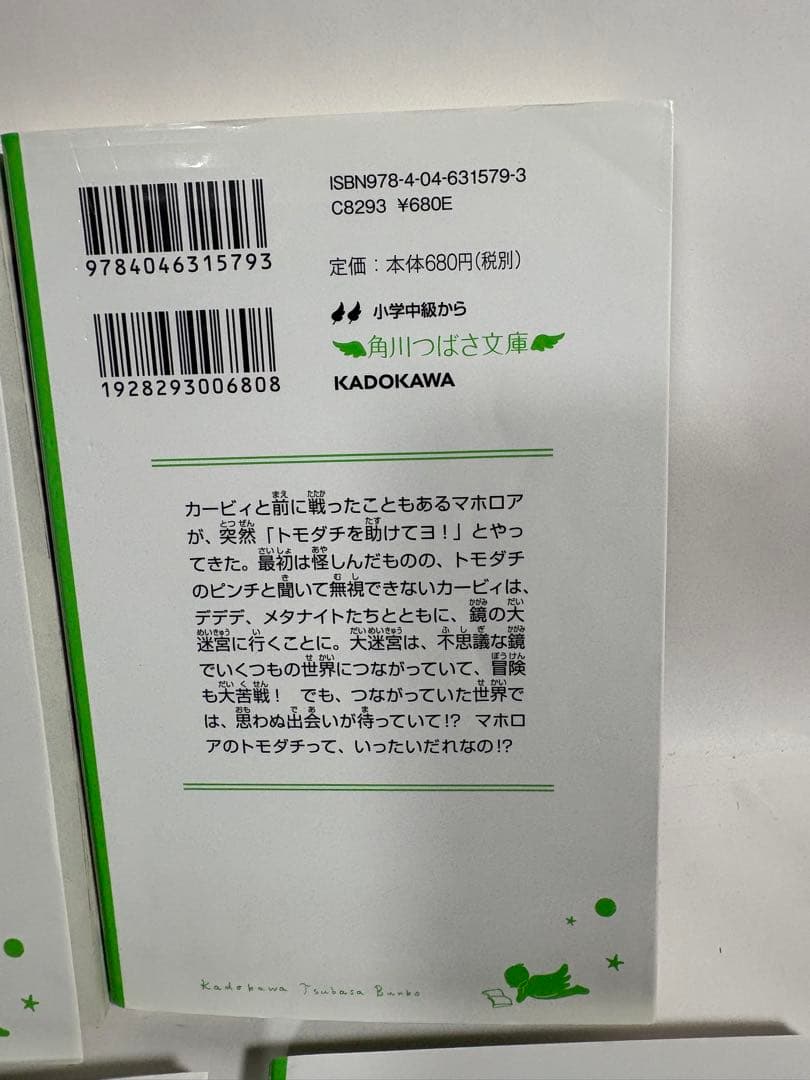 ISBN978-4-04-631579-3
C8293 ¥680E
9784046315793
定価：本体680円（税別）
小学中級から
角川つばさ文庫
1928293006808
KADOKAWA
カービィと前に戦ったこともあるマホロア
が、突然「トモダチを助けてヨ！」とやっ
てきた。最初は怪しんだものの、トモダチ
のピンチと聞いて無視できないカービィは、
デデデ、メタナイトたちとともに、鏡の大
迷宮に行くことに。大迷宮は、不思議な鏡
でいくつもの世界につながっていて、冒険
も大苦戦！　でも、つながっていた世界で
は、思わぬ出会いが待っていて!?　マホロ
アのトモダチって、いったいだれなの!?
Kadokawa Tsubasa Bunko